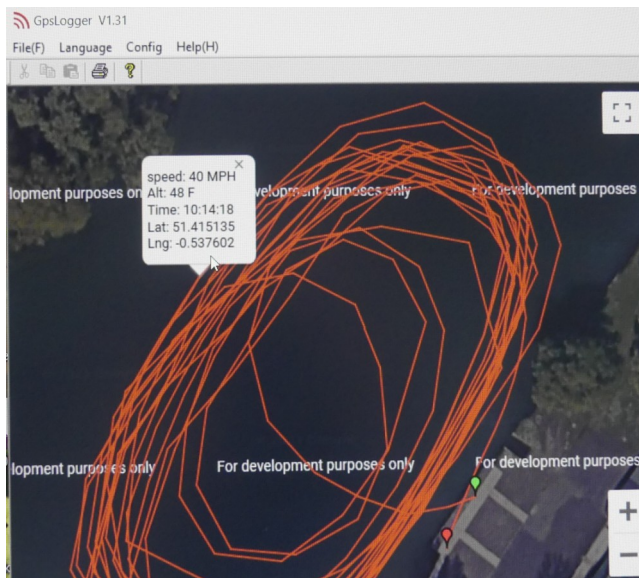 GpsLogger V1.31
File(F) Language Config Help(H)
speed: 40 MPH
Alt: 48 F
Time: 10:14:18
Lat: 51.415135
Lng: -0.537602
lopment purposes on
velopment purposes only
For development purposes
lopment purposes only
For development purposes only
For development purposes